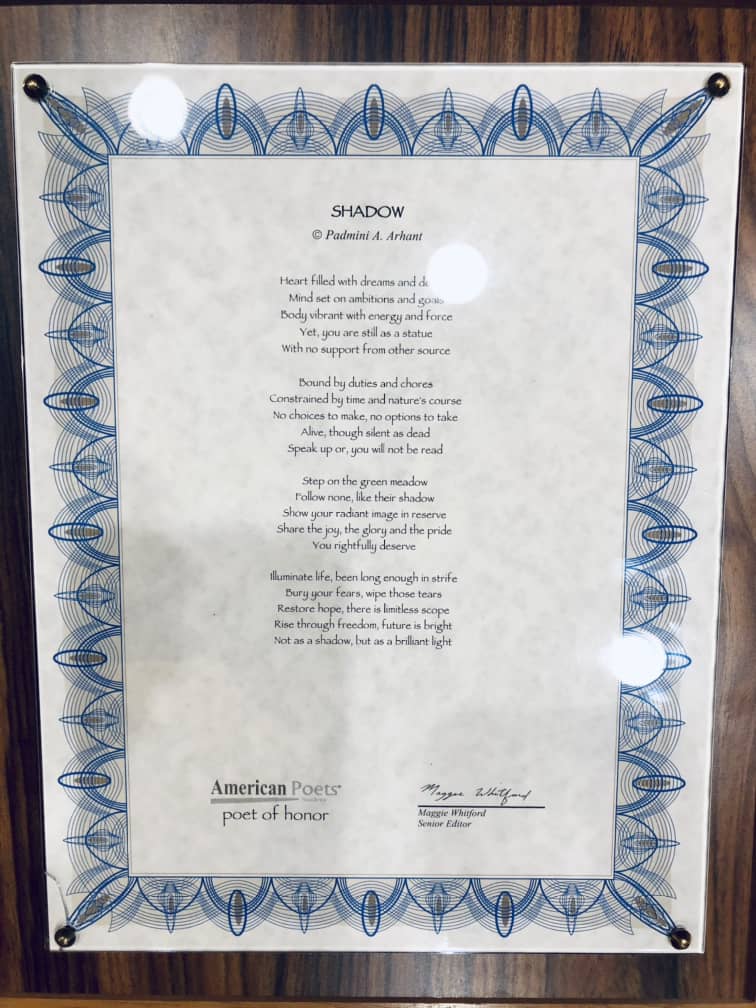 SHADOW
© Padmini A. Arhant
Heart filled with dreams and
Mind set on ambitions and goals
Body vibrant with energy and force
Yet, you are still as a statue
With no support from other source
Bound by duties and chores
Constrained by time and nature's course
No choices to make, no options to take
Alive, though silent as dead
Speak up or, you will not be read
Step on the green meadow
Follow none, like their shadow
Show your radiant image in reserve
Share the joy, the glory and the pride
You rightfully deserve
Illuminate life, been long enough in strife
Bury your fears, wipe those tears
Restore hope, there is limitless scope
Rise through freedom, future is bright
Not as a shadow, but as a brilliant light
American Poets
poet of honor
Maggie Whitford
Maggie Whitford
Senior Editor